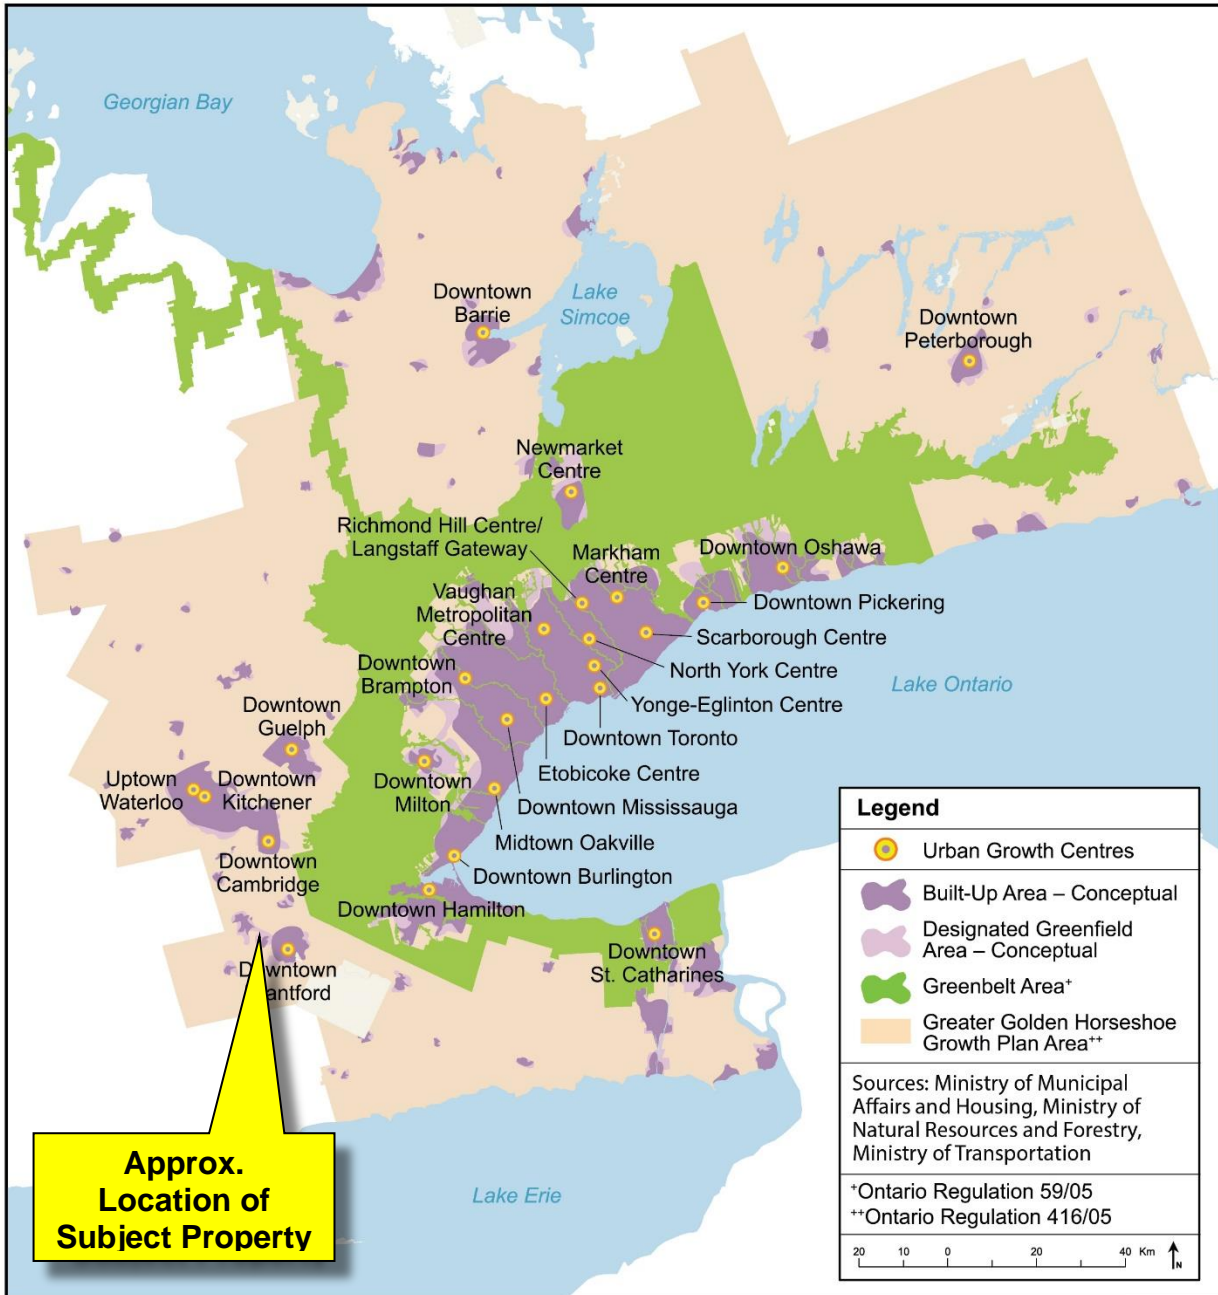 Georgian Bay
Downtown
Barrie
Lake
Simcoe
Downtown
Peterborough
Newmarket
Centre
Richmond Hill Centre/
Langstaff Gateway
Markham
Centre
Downtown Oshawa
Vaughan
Metropolitan
Centre
Downtown Pickering
Scarborough Centre
North York Centre
Downtown
Brampton
Lake Ontario
Yonge-Eglinton Centre
Downtown
Guelph
Downtown Toronto
Etobicoke Centre
Uptown
Waterloo
Downtown
Kitchener
Downtown
Milton
Downtown Mississauga
Midtown Oakville
Downtown
Cambridge
Downtown Burlington
Downtown Hamilton
Downtown
St. Catharines
Lake Erie
Approx.
Location of
Subject Property
Legend
Urban Growth Centres
Built-Up Area – Conceptual
Designated Greenfield
Area – Conceptual
Greenbelt Area+
Greater Golden Horseshoe
Growth Plan Area++
Sources: Ministry of Municipal
Affairs and Housing, Ministry of
Natural Resources and Forestry,
Ministry of Transportation
+Ontario Regulation 59/05
++Ontario Regulation 416/05
20 10 0 20 40 Km
N